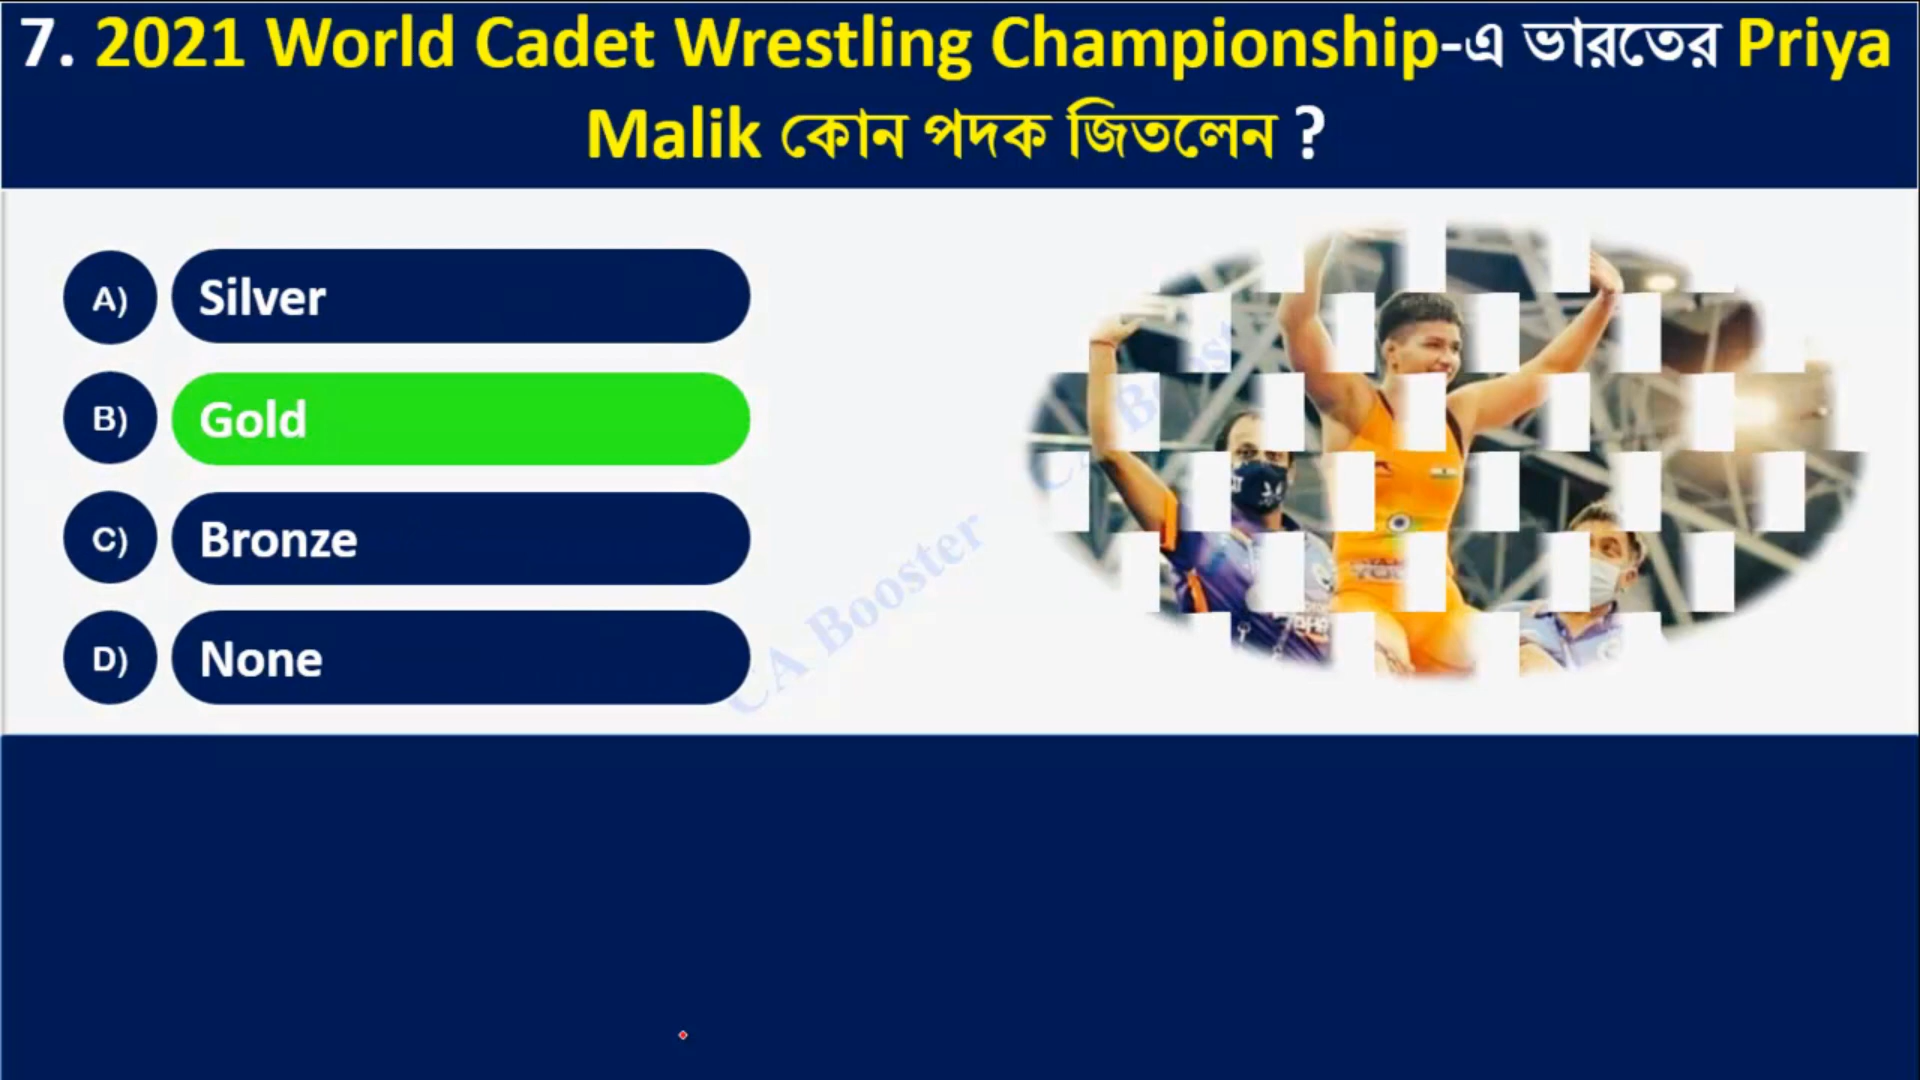 7. 2021 World Cadet Wrestling Championship-এ ভারতের Priya
Malik কোন পদক জিতলেন ?
A) Silver
B) Gold
C) Bronze
D) None
CA Booster